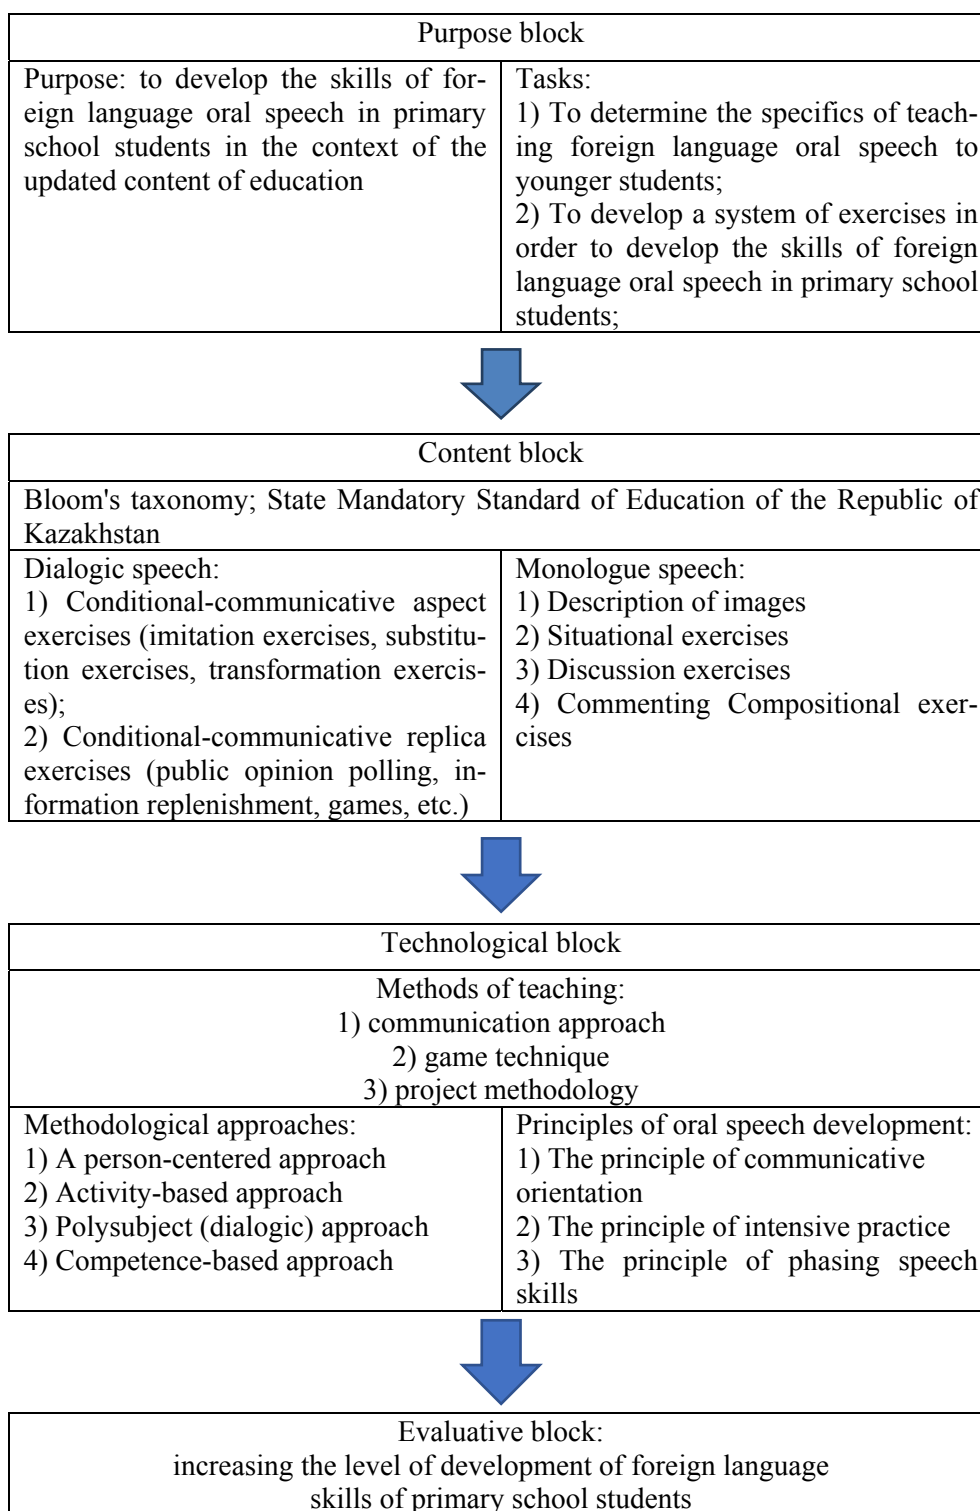 Purpose block
Purpose: to develop the skills of for-
eign language oral speech in primary
school students in the context of the
updated content of education
Tasks:
1) To determine the specifics of teach-
ing foreign language oral speech to
younger students;
2) To develop a system of exercises in
order to develop the skills of foreign
language oral speech in primary school
students;
Content block
Bloom's taxonomy; State Mandatory Standard of Education of the Republic of
Kazakhstan
Dialogic speech:
1) Conditional-communicative aspect
exercises (imitation exercises, substitu-
tion exercises, transformation exercis-
es);
2) Conditional-communicative replica
exercises (public opinion polling, in-
formation replenishment, games, etc.)
Monologue speech:
1) Description of images
2) Situational exercises
3) Discussion exercises
4) Commenting Compositional exer-
cises
Technological block
Methods of teaching:
1) communication approach
2) game technique
3) project methodology
Methodological approaches:
1) A person-centered approach
2) Activity-based approach
3) Polysubject (dialogic) approach
4) Competence-based approach
Principles of oral speech development:
1) The principle of communicative
orientation
2) The principle of intensive practice
3) The principle of phasing speech
skills
Evaluative block:
increasing the level of development of foreign language
skills of primary school students